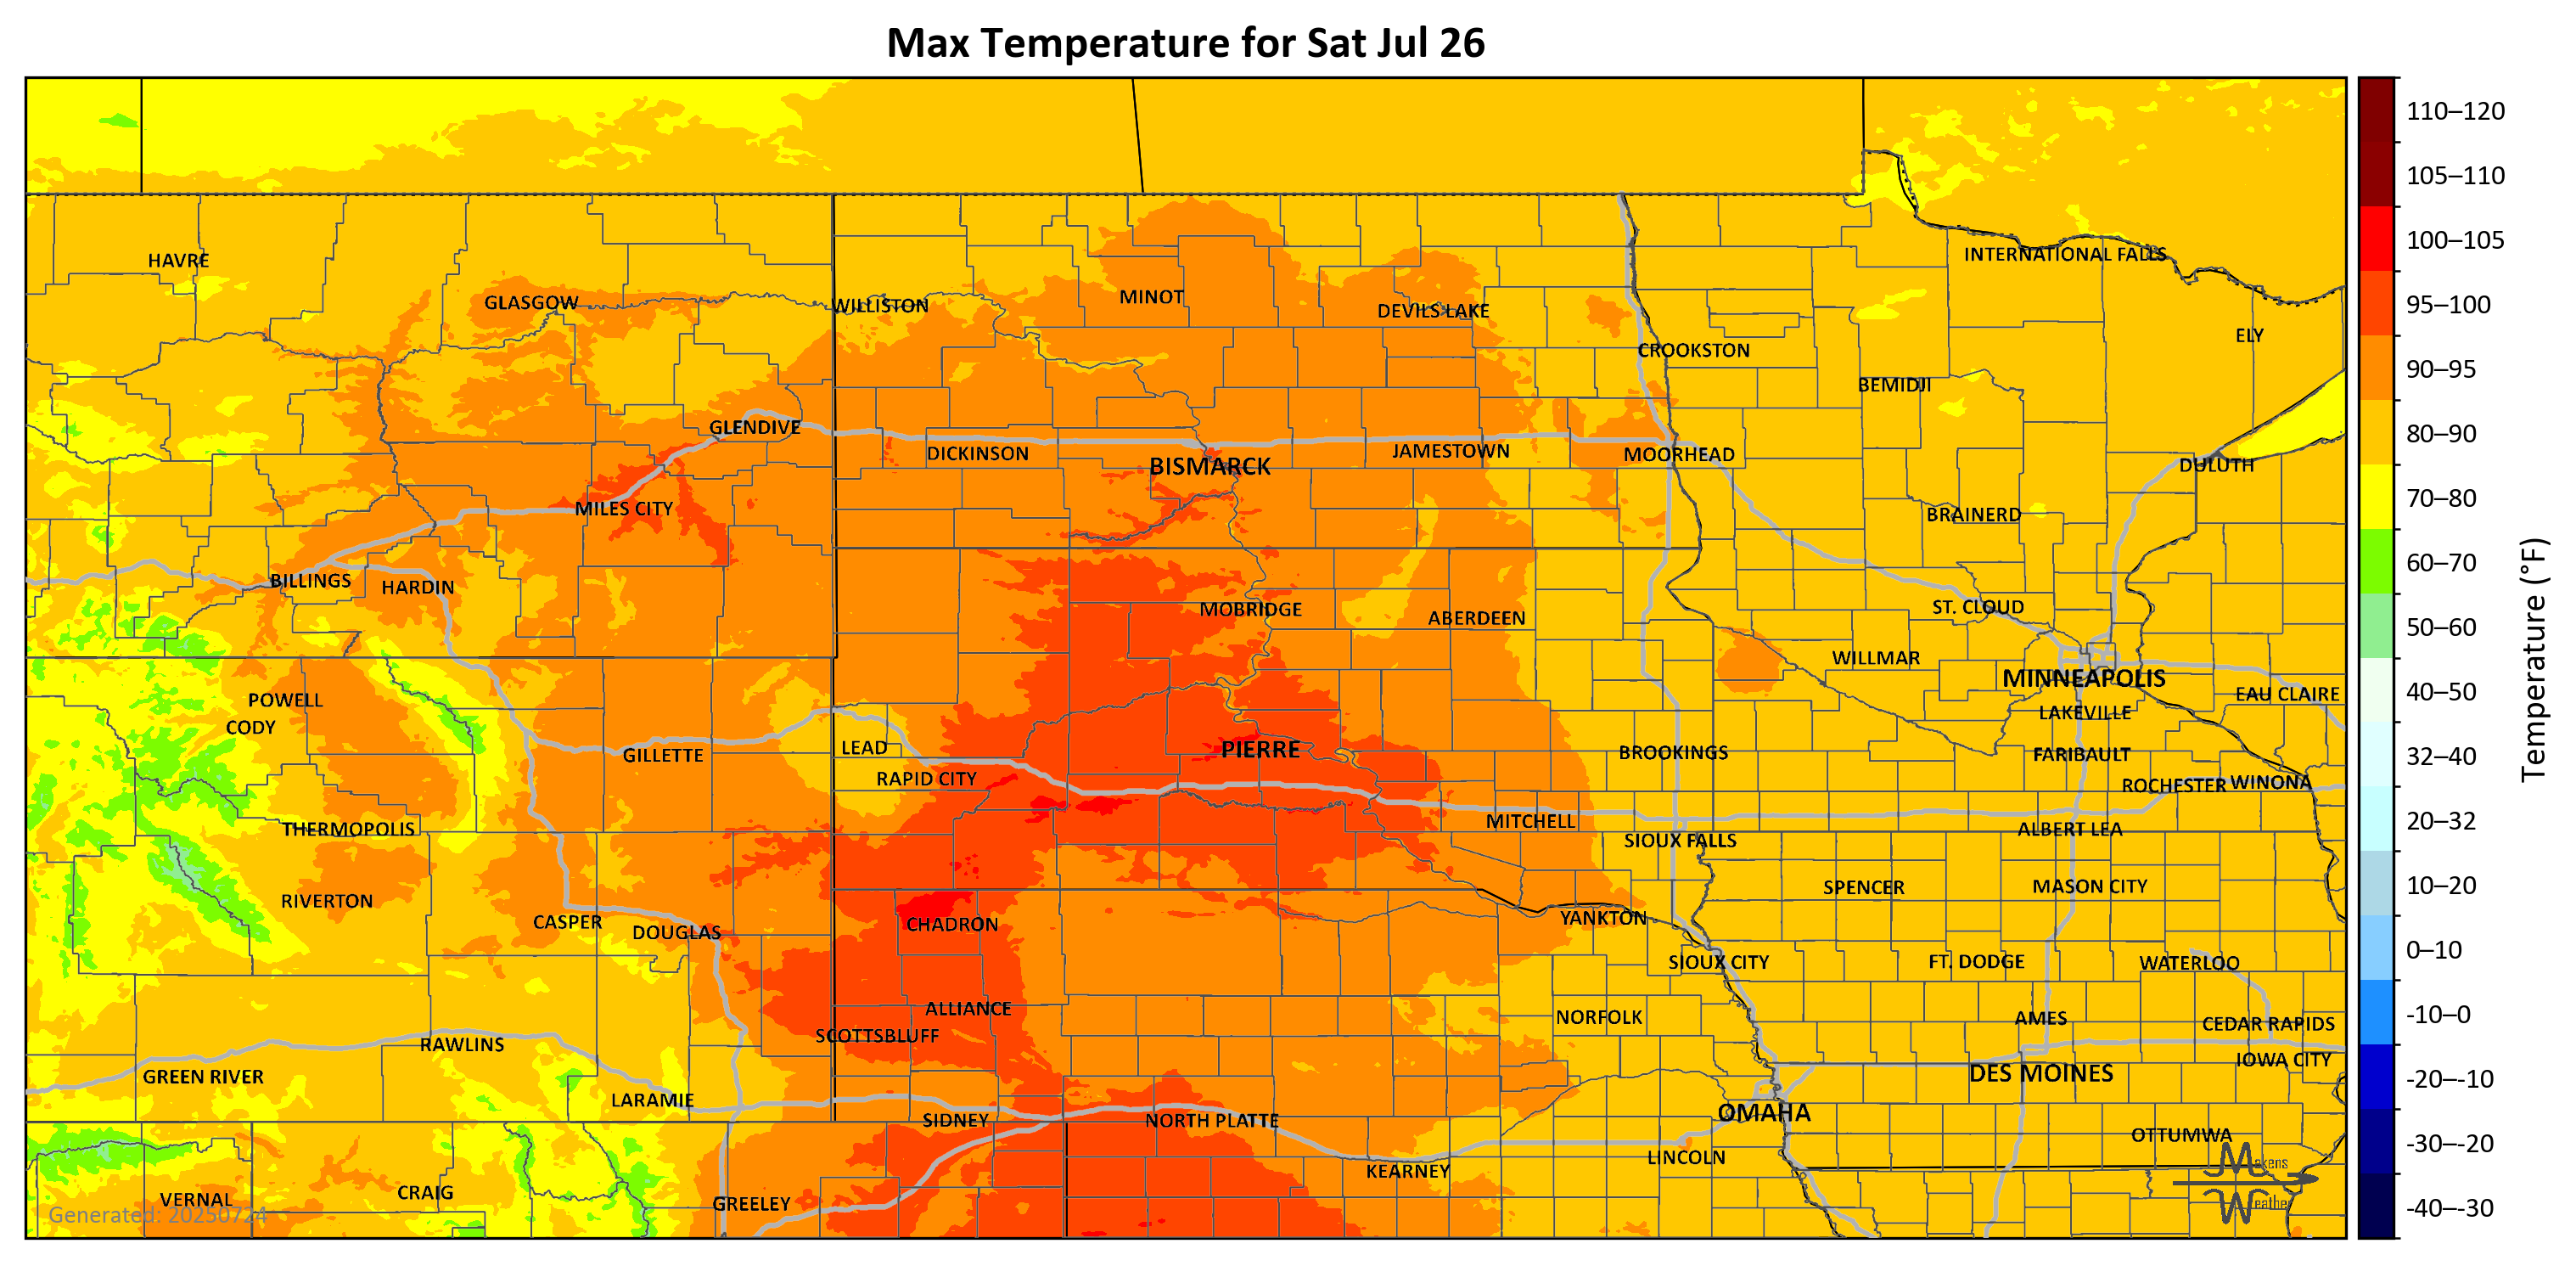 Max Temperature for Sat Jul 26
HAVRE
GLASGOW
WILLISTON
MINOT
DEVILS LAKE
INTERNATIONAL FALLS
ELY
CROOKSTON
BEMIDJI
GLENDIVE
DICKINSON
BISMARCK
JAMESTOWN
MOORHEAD
DULUTH
MILES CITY
BRAINERD
BILLINGS
HARDIN
MOBRIDGE
ABERDEEN
ST. CLOUD
WILLMAR
MINNEAPOLIS
EAU CLAIRE
POWELL
CODY
LAKEVILLE
GILLETTE
LEAD
PIERRE
BROOKINGS
FARIBAULT
RAPID CITY
ROCHESTER
WINONA
THERMOPOLIS
MITCHELL
SIOUX FALLS
ALBERT LEA
RIVERTON
SPENCER
MASON CITY
CASPER
DOUGLAS
CHADRON
YANKTON
SIOUX CITY
FT. DODGE
WATERLOO
ALLIANCE
SCOTTSBLUFF
NORFOLK
AMES
CEDAR RAPIDS
RAWLINS
IOWA CITY
GREEN RIVER
DES MOINES
LARAMIE
SIDNEY
NORTH PLATTE
OMAHA
OTTUMWA
KEARNEY
LINCOLN
VERNAL
CRAIG
GREELEY
Generated: 20250724
Makens
Weather
110–120
105–110
100–105
95–100
90–95
80–90
70–80
60–70
50–60
40–50
32–40
20–32
10–20
0–10
-10–0
-20–-10
-30–-20
-40–-30
Temperature (°F)